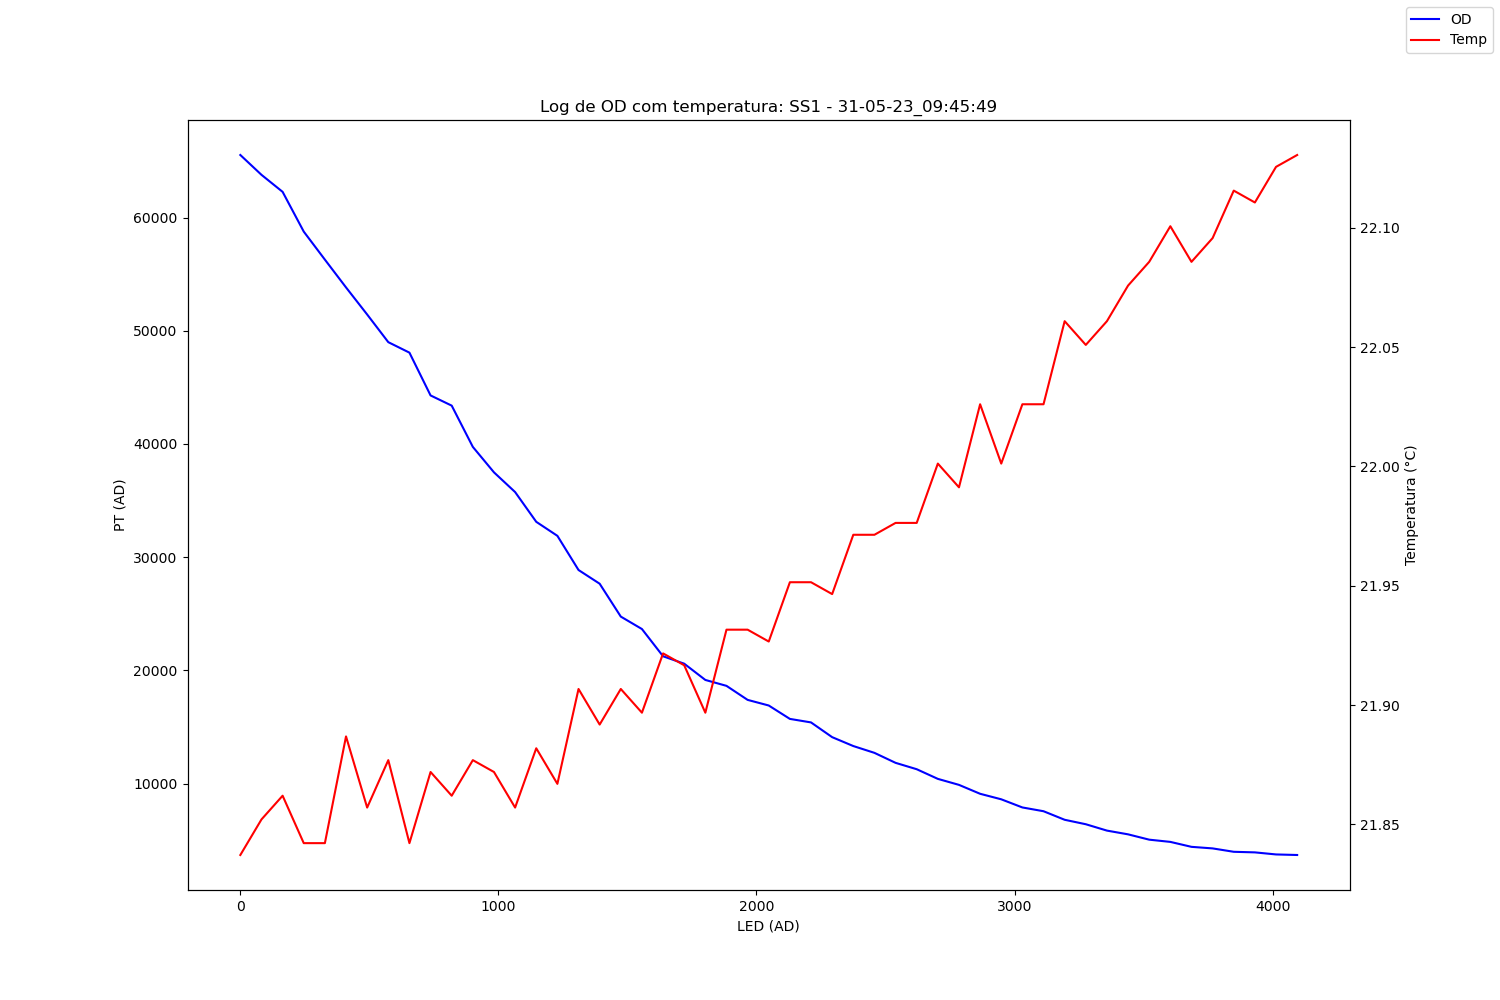 OD
Temp
Log de OD com temperatura: SS1 - 31-05-23_09:45:49
60000
50000
40000
30000
20000
10000
PT (AD)
22.10
22.05
22.00
21.95
21.90
21.85
Temperatura (°C)
0
1000
2000
3000
4000
LED (AD)